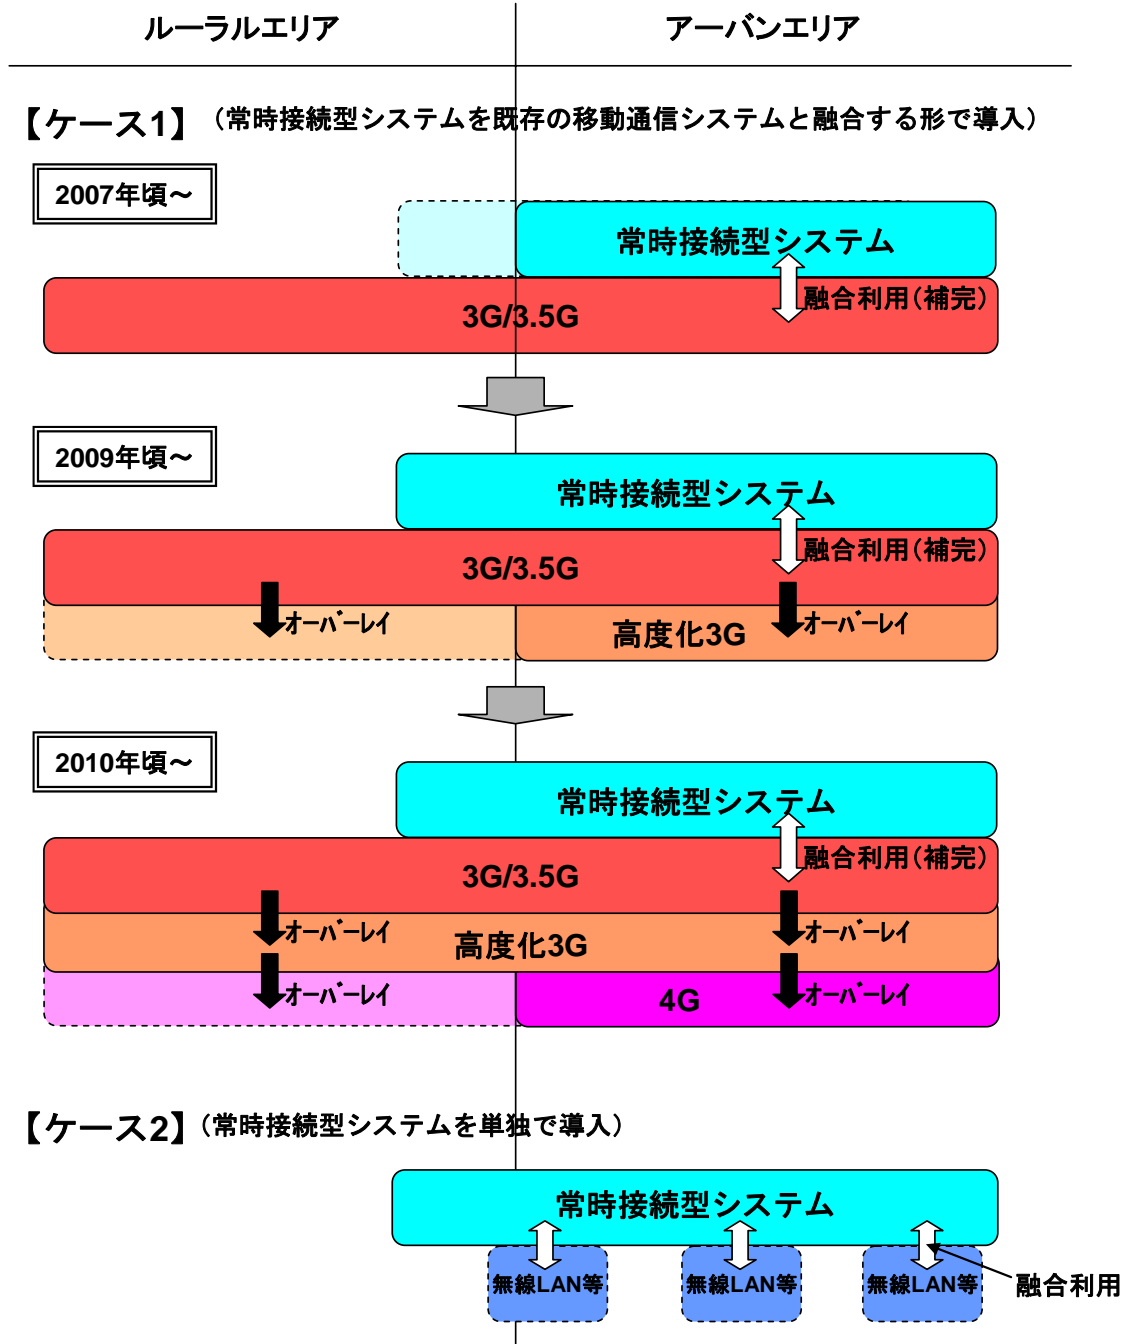 ルーラルエリア
アーバンエリア
【ケース1】（常時接続型システムを既存の移動通信システムと融合する形で導入）
2007年頃～
常時接続型システム
融合利用（補完）
3G/3.5G
2009年頃～
常時接続型システム
融合利用（補完）
3G/3.5G
ｵｰﾊﾞｰﾚｲ
高度化3G
ｵｰﾊﾞｰﾚｲ
2010年頃～
常時接続型システム
融合利用（補完）
3G/3.5G
ｵｰﾊﾞｰﾚｲ
ｵｰﾊﾞｰﾚｲ
高度化3G
ｵｰﾊﾞｰﾚｲ
4G
ｵｰﾊﾞｰﾚｲ
【ケース2】（常時接続型システムを単独で導入）
常時接続型システム
無線LAN等
無線LAN等
無線LAN等
融合利用